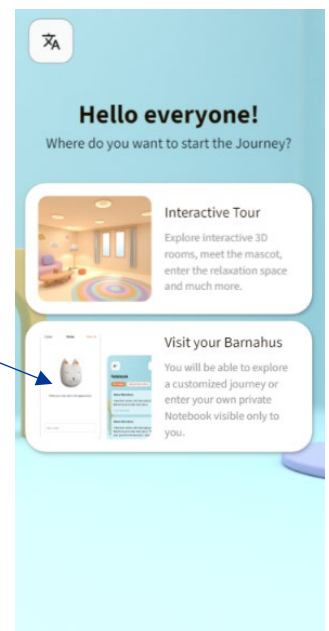 Hello everyone!
Where do you want to start the Journey?
Interactive Tour
Explore interactive 3D
rooms, meet the mascot,
enter the relaxation space
and much more.
Visit your Barnahus
You will be able to explore
a customized journey or
enter your own private
Notebook visible only to
you.
Notebook